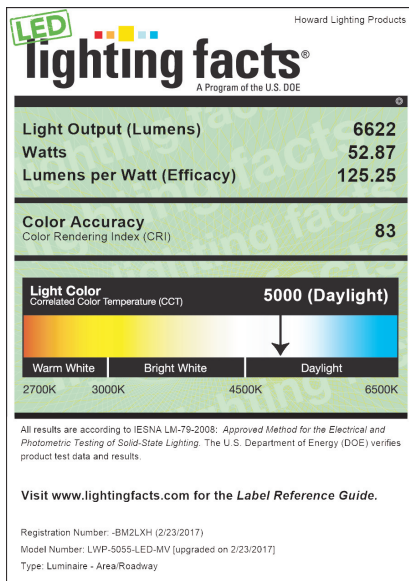 Howard Lighting Products
LED
lighting facts®
A Program of the U.S. DOE
Light Output (Lumens) 6622
Watts 52.87
Lumens per Watt (Efficacy) 125.25
Color Accuracy
Color Rendering Index (CRI) 83
Light Color
Correlated Color Temperature (CCT) 5000 (Daylight)
Warm White Bright White Daylight
2700K 3000K 4500K 6500K
All results are according to IESNA LM-79-2008: Approved Method for the Electrical and
Photometric Testing of Solid-State Lighting. The U.S. Department of Energy (DOE) verifies
product test data and results.
Visit www.lightingfacts.com for the Label Reference Guide.
Registration Number: -BM2LXH (2/23/2017)
Model Number: LWP-5055-LED-MV [upgraded on 2/23/2017]
Type: Luminaire - Area/Roadway